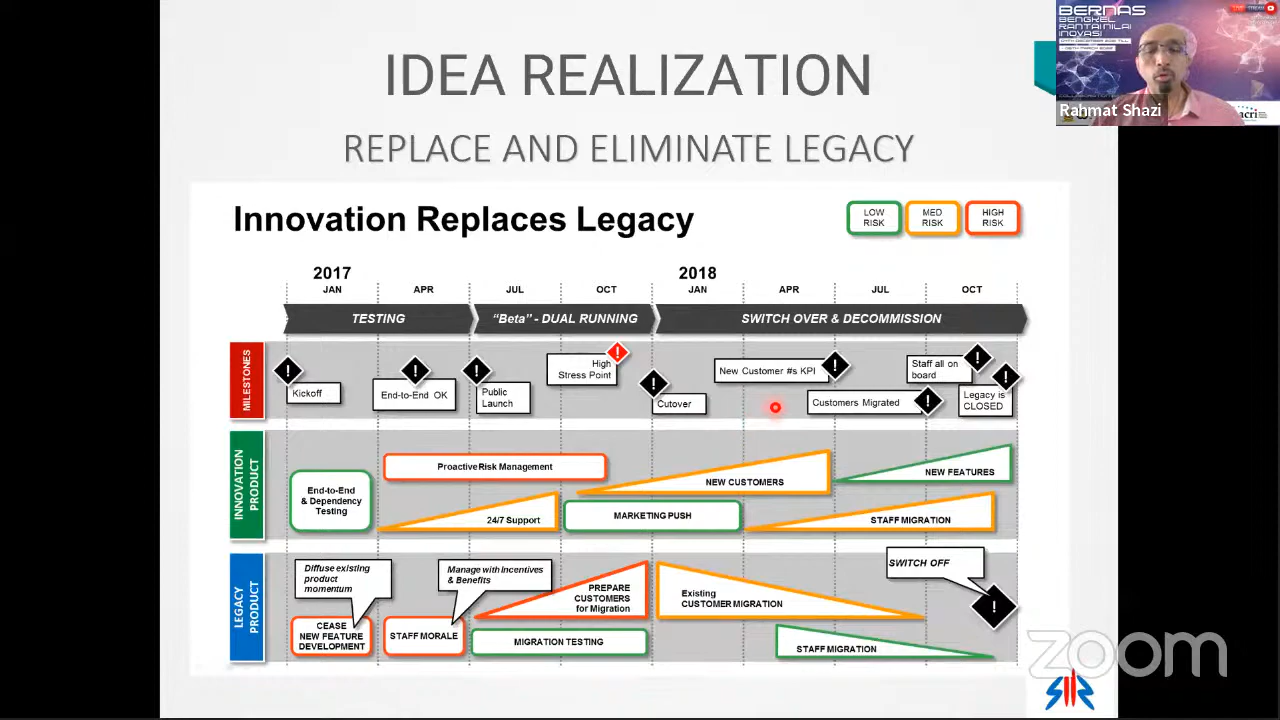 IDEA REALIZATION
REPLACE AND ELIMINATE LEGACY
BERNAS
BENGKEL
RANTAI NILAI
INOVASI
LIVE
Rahmat Shazi
Innovation Replaces Legacy
LOW
RISK
MED
RISK
HIGH
RISK
2017
2018
JAN
APR
JUL
OCT
JAN
APR
JUL
OCT
TESTING
“Beta”- DUAL RUNNING
SWITCH OVER & DECOMMISSION
MILESTONES
Kickoff
End-to-End OK
Public
Launch
High
Stress Point
Cutover
New Customer #s KPI
Customers Migrated
Staff all on
board
Legacy is
CLOSED
INNOVATION
PRODUCT
End-to-End
& Dependency
Testing
Proactive Risk Management
24/7 Support
NEW CUSTOMERS
MARKETING PUSH
NEW FEATURES
STAFF MIGRATION
LEGACY
PRODUCT
Diffuse existing
product
momentum
CEASE
NEW FEATURE
DEVELOPMENT
Manage with Incentives
& Benefits
STAFF MORALE
PREPARE
CUSTOMERS
for Migration
MIGRATION TESTING
Existing
CUSTOMER MIGRATION
STAFF MIGRATION
SWITCH OFF
zoom